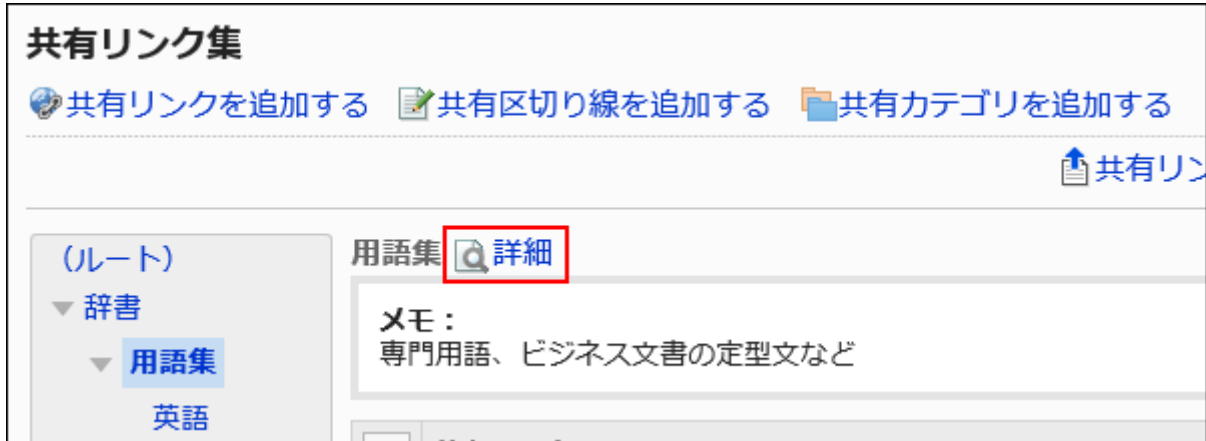 共有リンク集
共有リンクを追加する 共有区切り線を追加する 共有カテゴリを追加する
共有リン
(ルート)
辞書
用語集
英語
用語集 詳細
メモ:
専門用語、ビジネス文書の定型文など